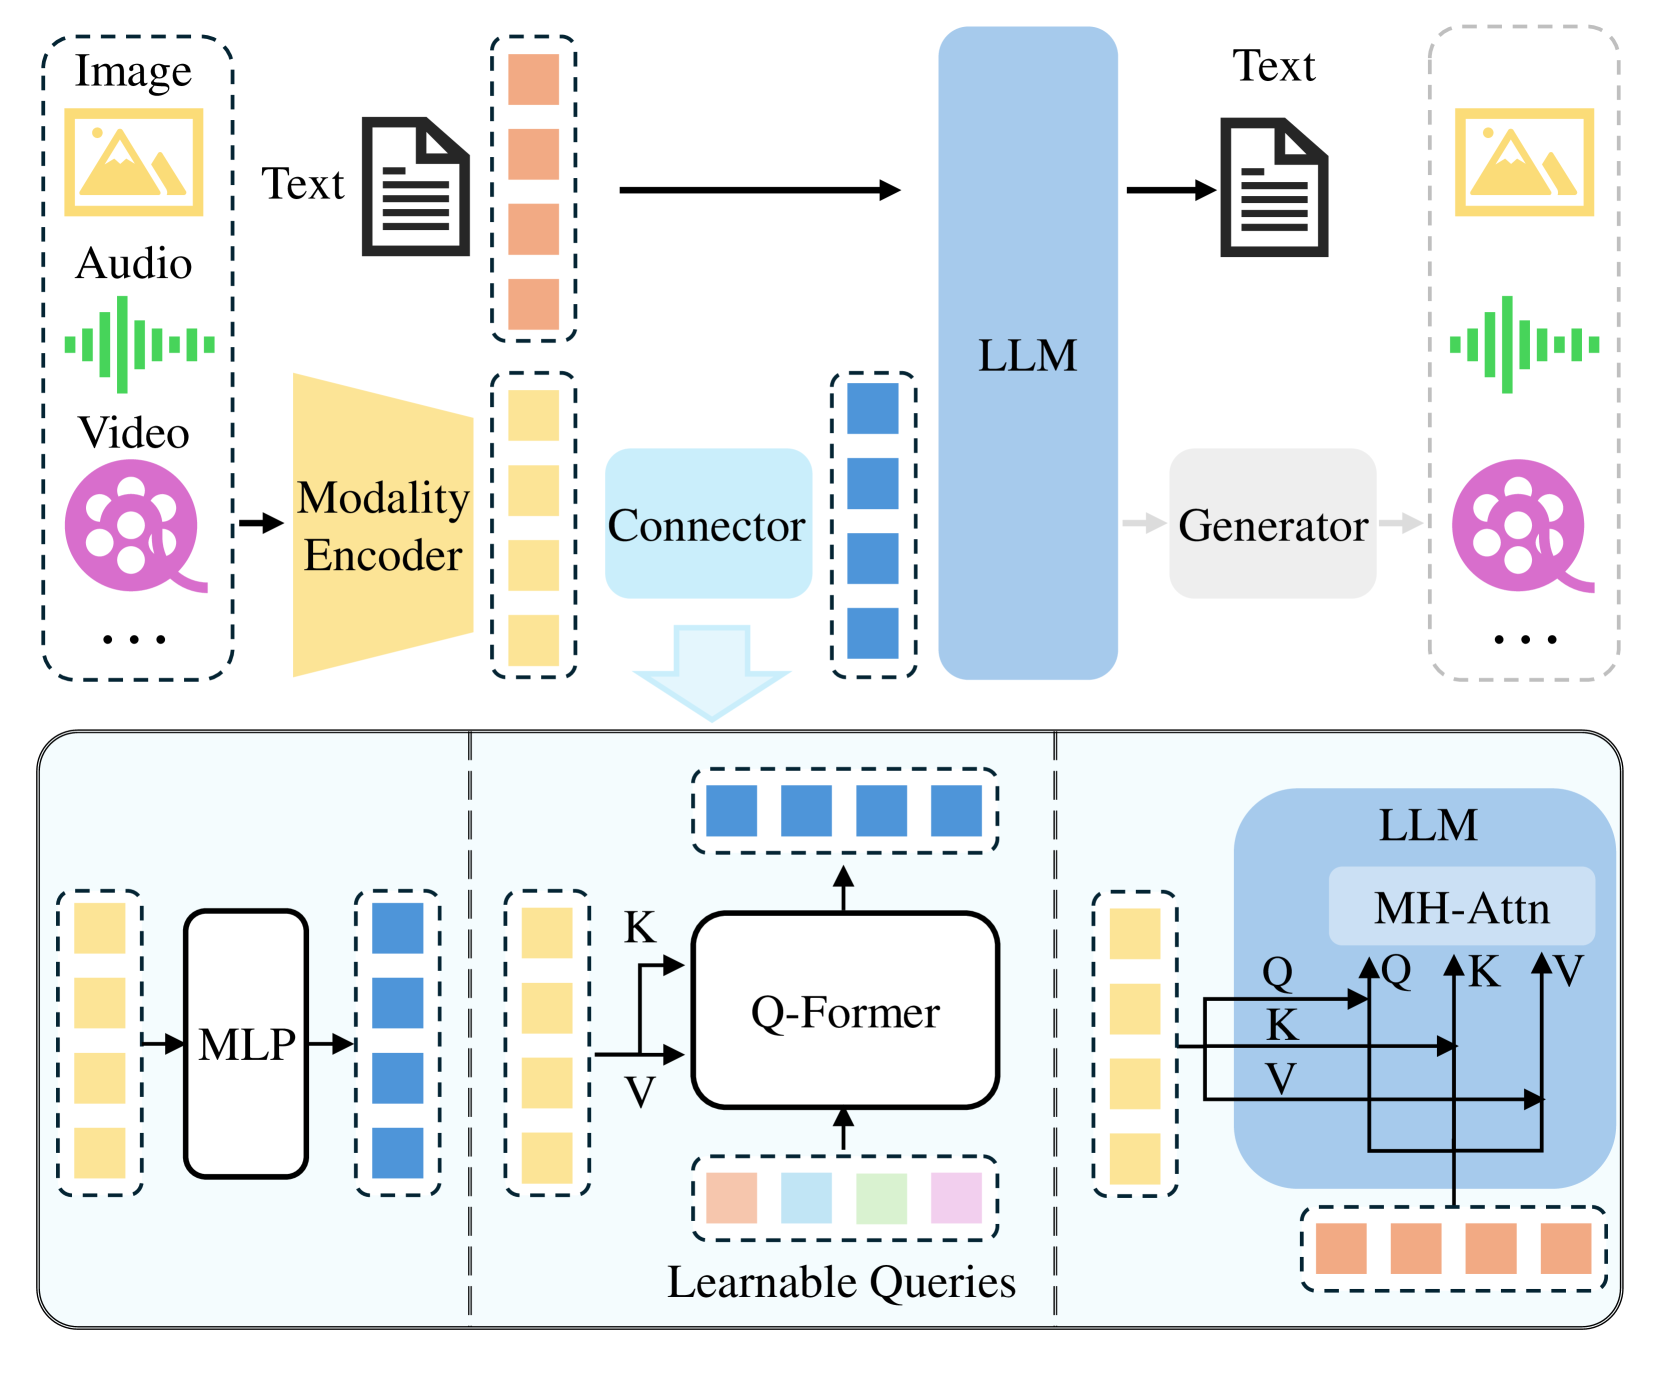 Image
Audio
Video
...
Text
Modality
Encoder
Connector
LLM
Text
Generator
...
MLP
K
V
Q-Former
Learnable Queries
LLM
MH-Attn
Q
K
V
Q
K
V